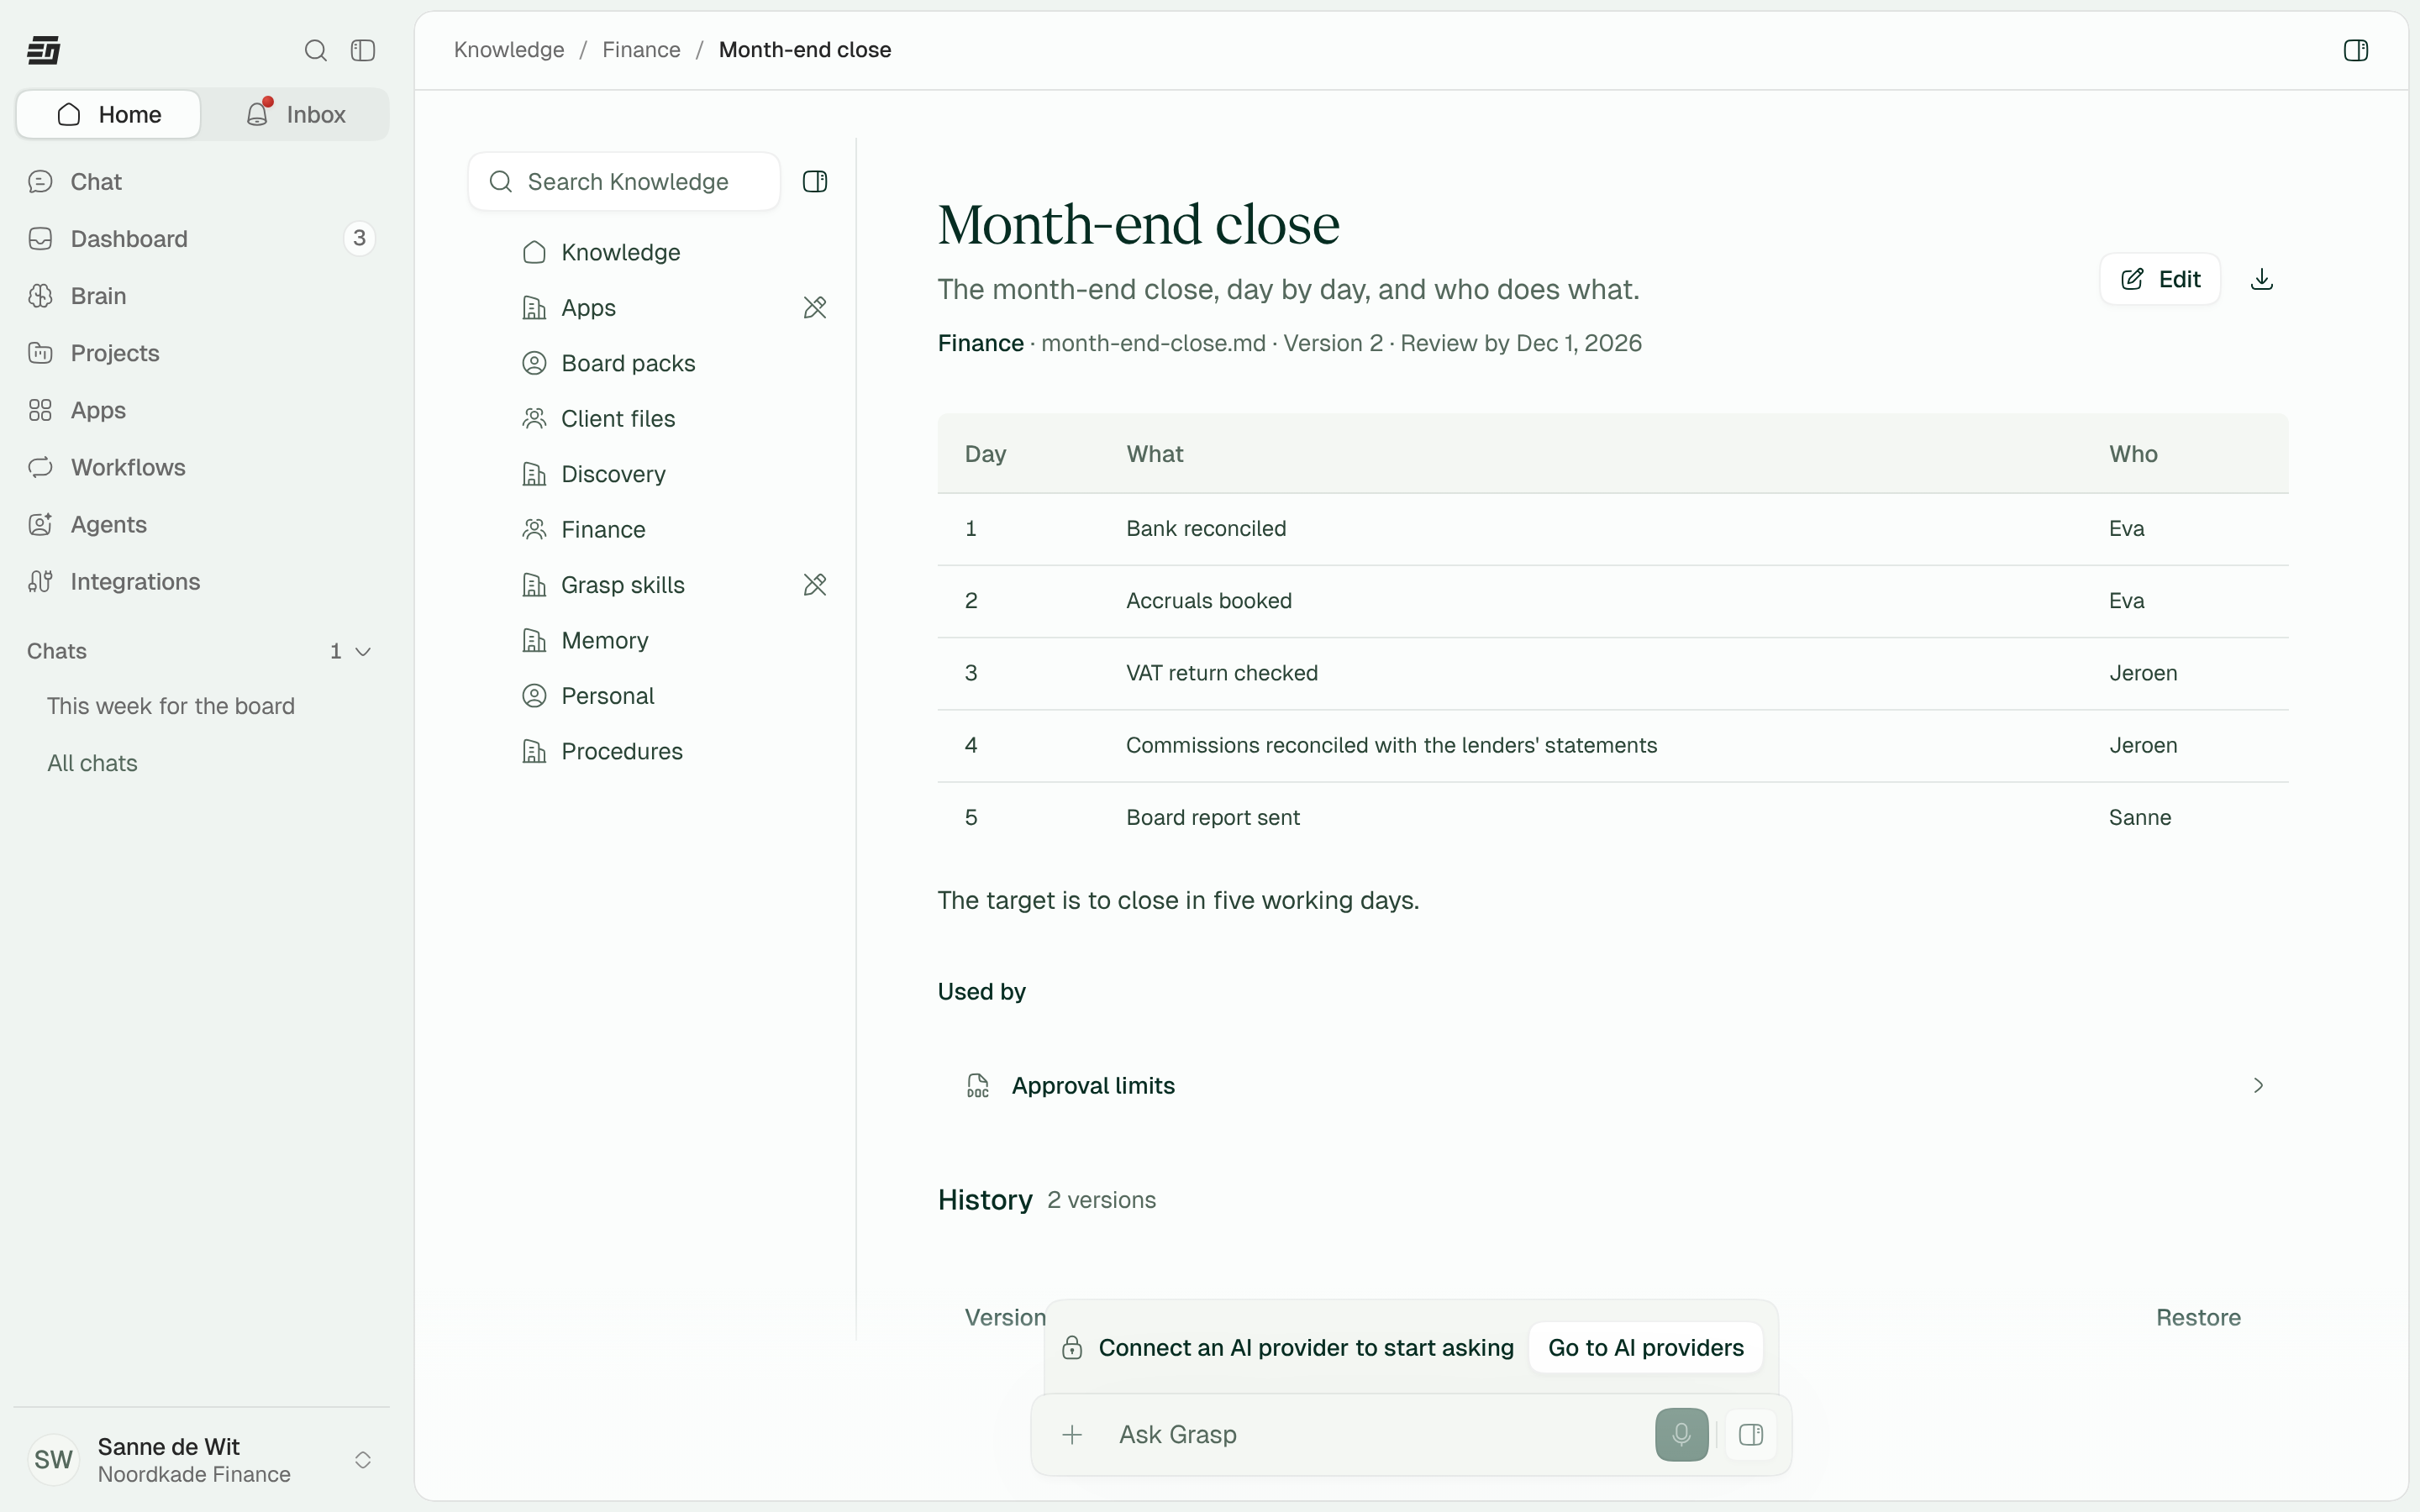 Knowledge / Finance / Month-end close
Home
Inbox
Chat
Dashboard 3
Brain
Projects
Apps
Workflows
Agents
Integrations
Chats 1
This week for the board
All chats
SW
Sanne de Wit
Noordkade Finance
Search Knowledge
Knowledge
Apps
Board packs
Client files
Discovery
Finance
Grasp skills
Memory
Personal
Procedures
Month-end close
The month-end close, day by day, and who does what.
Finance · month-end-close.md · Version 2 · Review by Dec 1, 2026
Edit
Day What Who
1 Bank reconciled Eva
2 Accruals booked Eva
3 VAT return checked Jeroen
4 Commissions reconciled with the lenders' statements Jeroen
5 Board report sent Sanne
The target is to close in five working days.
Used by
DOC Approval limits
History 2 versions
Version Restore
Connect an AI provider to start asking Go to AI providers
Ask Grasp